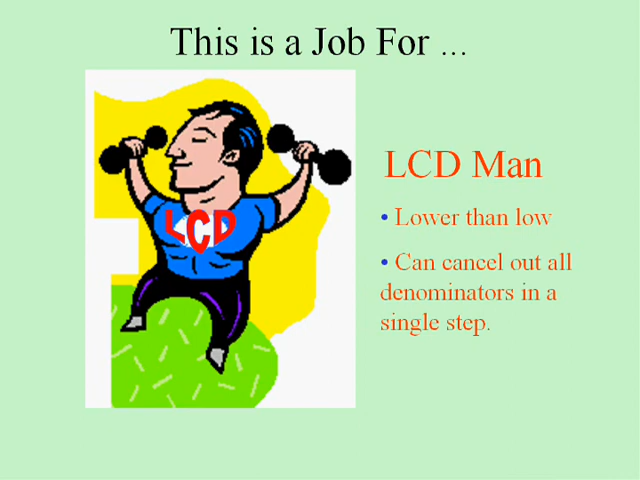 This is a Job For ...
LCD
LCD Man
• Lower than low
• Can cancel out all
denominators in a
single step.